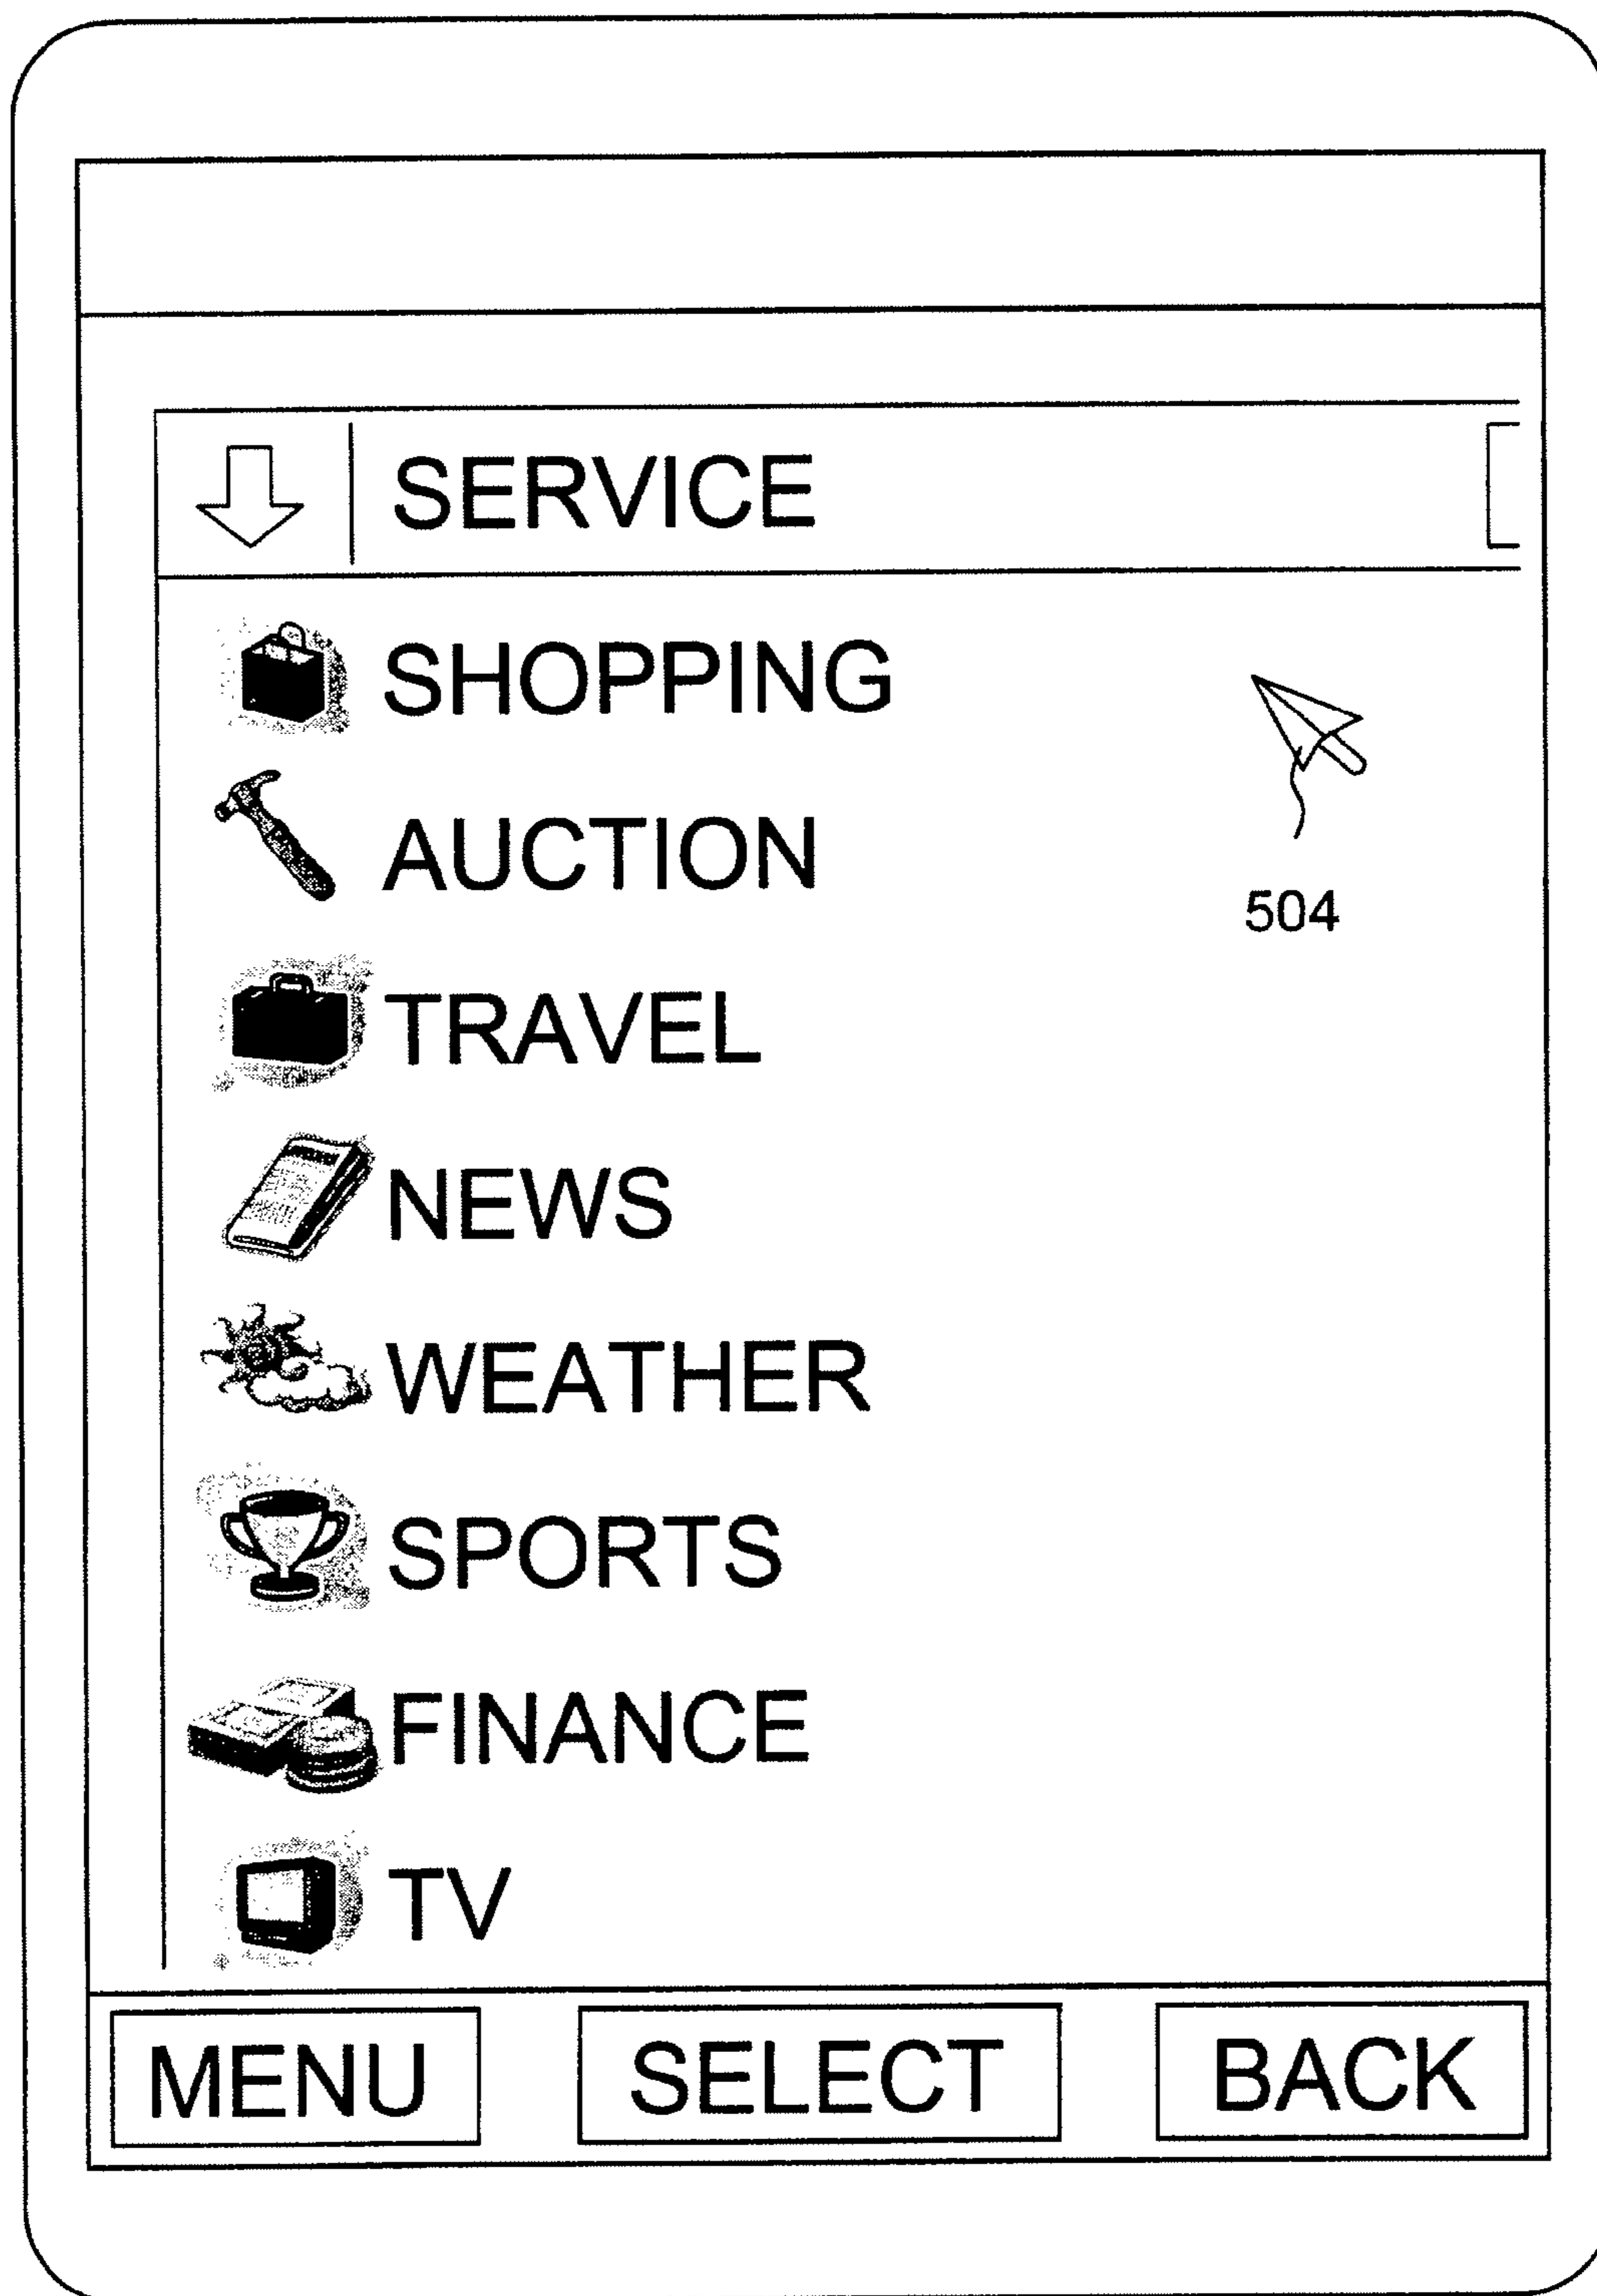 SERVICE
SHOPPING
AUCTION
504
TRAVEL
NEWS
WEATHER
SPORTS
FINANCE
TV
MENU SELECT BACK